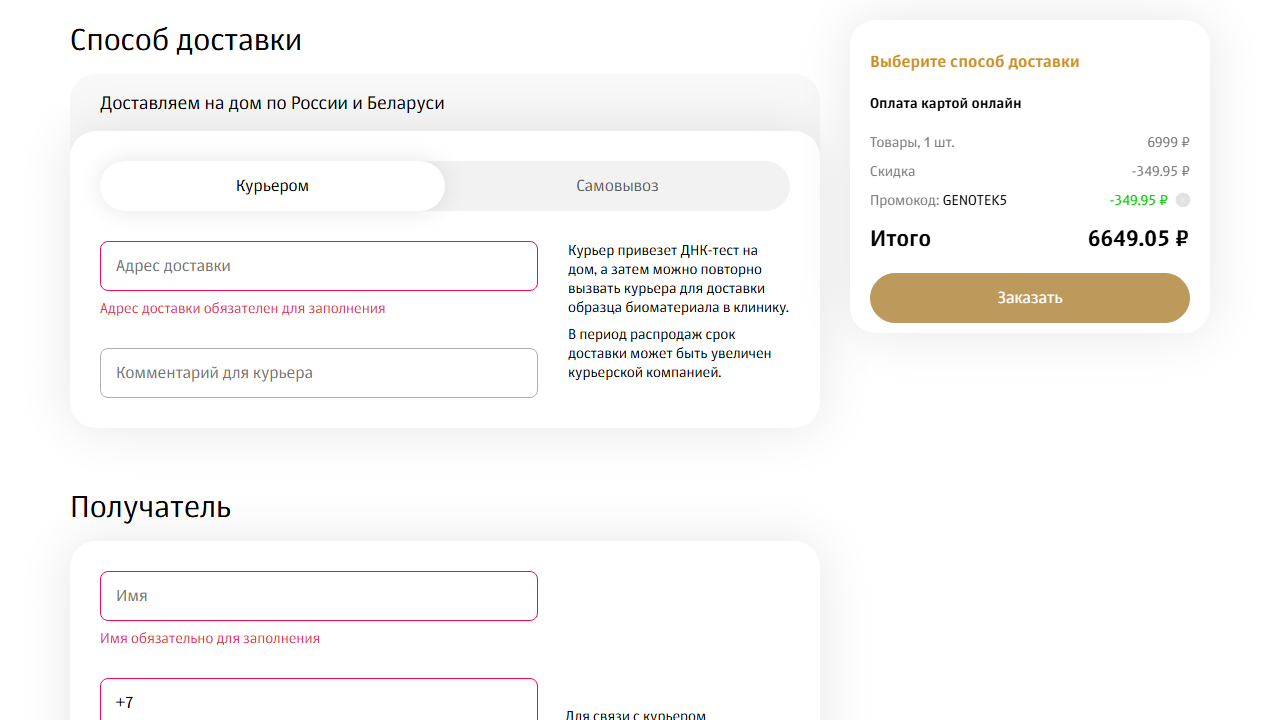 Способ доставки
Доставляем на дом по России и Беларуси
Курьером
Самовывоз
Адрес доставки
Адрес доставки обязателен для заполнения
Комментарий для курьера
Курьер привезет ДНК-тест на
дом, а затем можно повторно
вызвать курьера для доставки
образца биоматериала в клинику.
В период распродаж срок
доставки может быть увеличен
курьерской компанией.
Получатель
Имя
Имя обязательно для заполнения
+7
Для связи с курьером
Выберите способ доставки
Оплата картой онлайн
Товары, 1 шт. 6999 ₽
Скидка -349.95 ₽
Промокод: GENOTEK5 -349.95 ₽
Итого 6649.05 ₽
Заказать